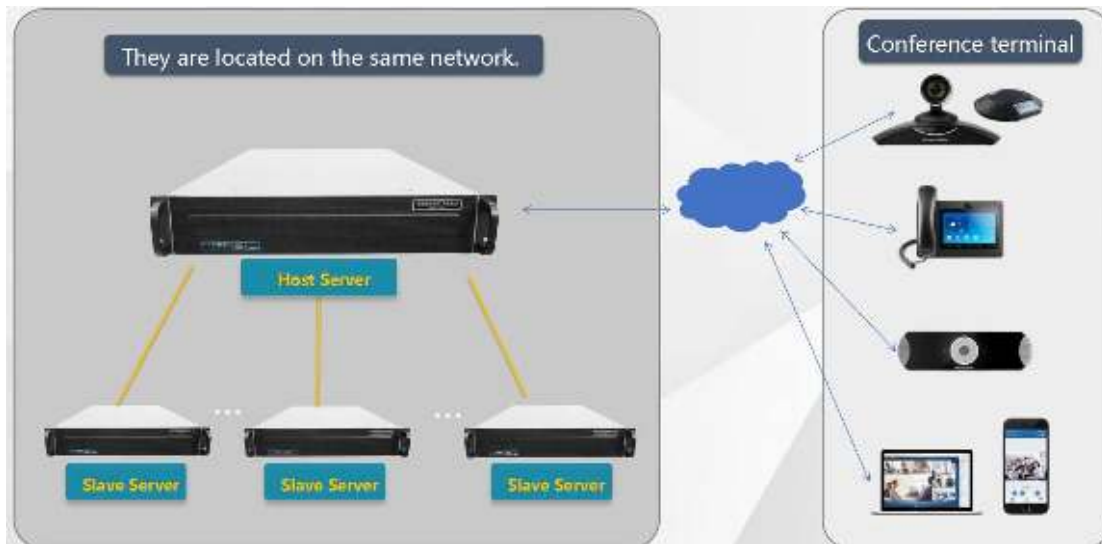 They are located on the same network.
Conference terminal
Host Server
...
...
Slave Server
Slave Server
Slave Server